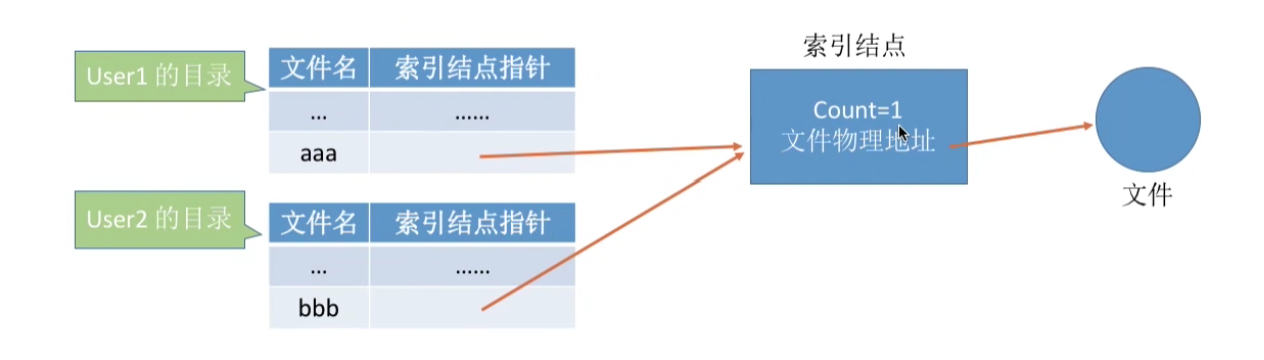 索引结点
User1 的目录
文件名 索引结点指针
... ......
aaa
Count=1
文件物理地址
文件
User2 的目录
文件名 索引结点指针
... ......
bbb